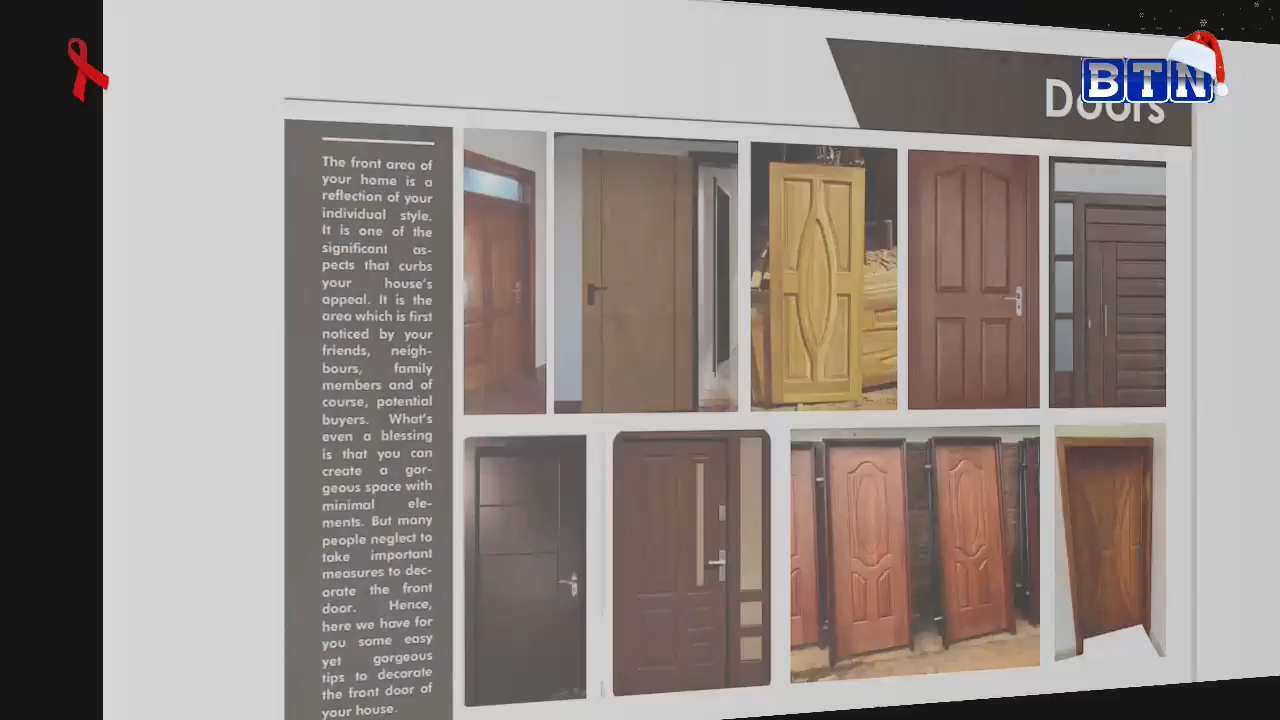 BTN
Doors
The front area of
your home is a
reflection of your
individual style.
It is one of the
significant as-
pects that curbs
your house's
appeal. It is the
area which is first
noticed by your
friends, neigh-
bours, family
members and of
course, potential
buyers. What's
even a blessing
is that you can
create a gor-
geous space with
minimal ele-
ments. But many
people neglect to
take important
measures to dec-
orate the front
door. Hence,
here we have for
you some easy
yet gorgeous
tips to decorate
the front door of
your house.